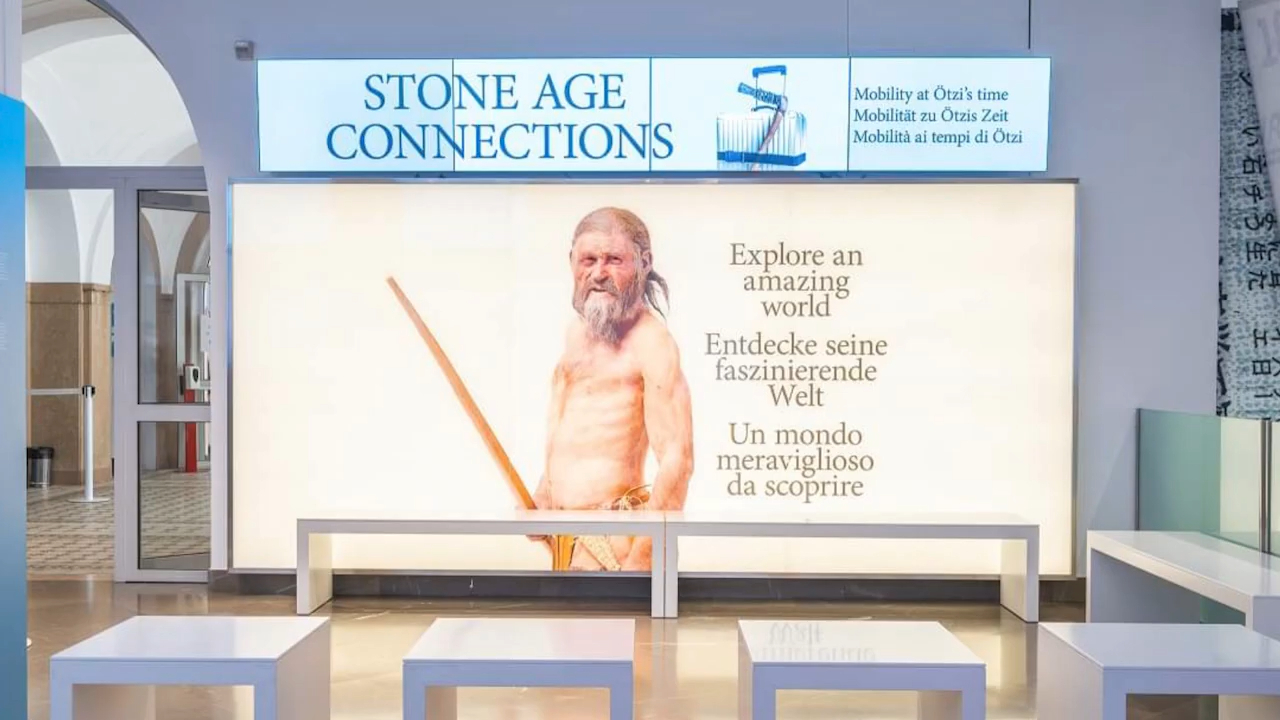 STONE AGE
CONNECTIONS
Mobility at Ötzi's time
Mobilität zu Ötzis Zeit
Mobilità ai tempi di Ötzi
Explore an
amazing
world
Entdecke seine
faszinierende
Welt
Un mondo
meraviglioso
da scoprire